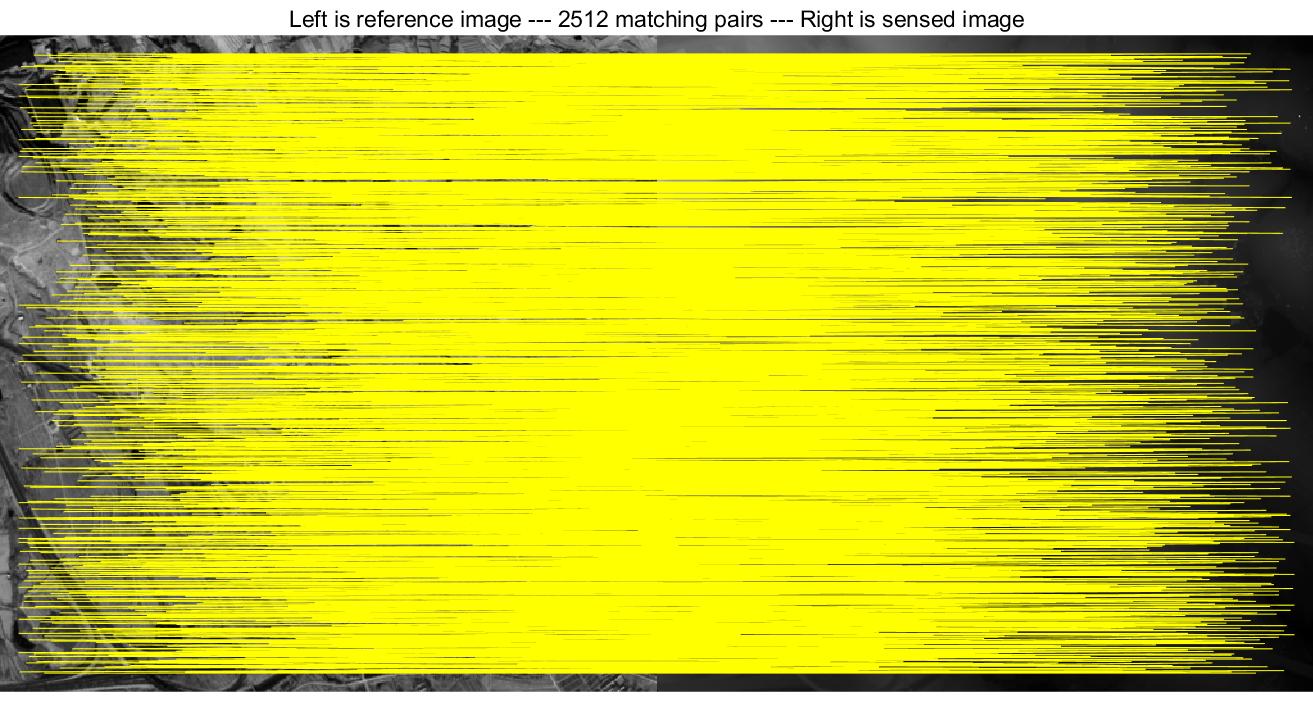 Left is reference image --- 2512 matching pairs --- Right is sensed image